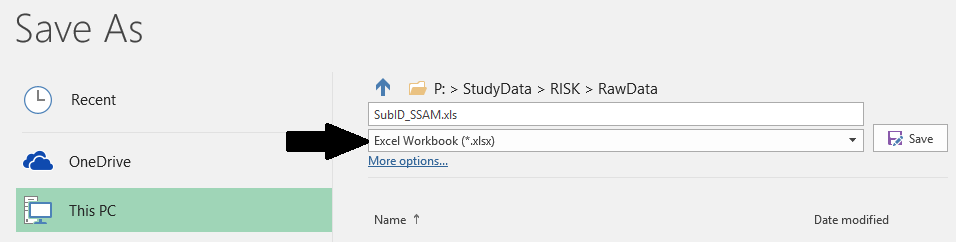 Save As
Recent
OneDrive
This PC
P: > StudyData > RISK > RawData
SubID_SSAM.xls
Excel Workbook (*.xlsx)
Save
More options...
Name ↑
Date modified